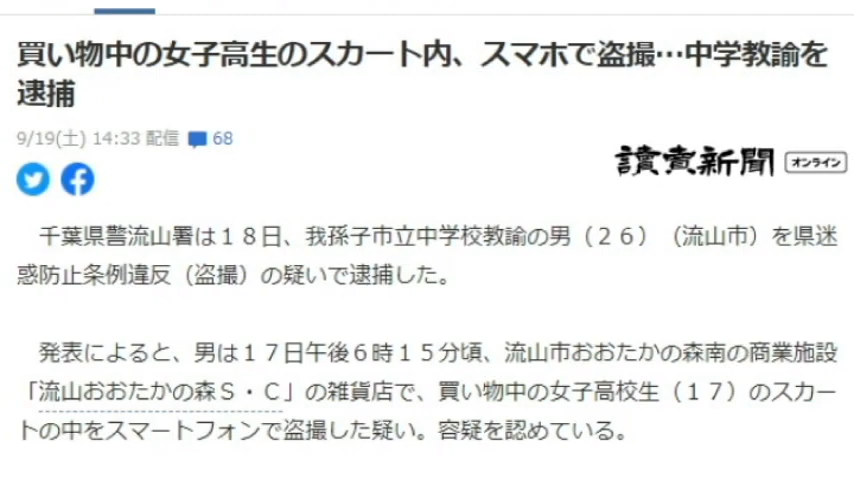 買い物中の女子高生のスカート内、スマホで盗撮…中学教諭を
逮捕
9/19(土) 14:33 配信 68
讀賣新聞 オンライン
千葉県警流山署は１８日、我孫子市立中学校教諭の男（２６）（流山市）を県迷
惑防止条例違反（盗撮）の疑いで逮捕した。
発表によると、男は１７日午後６時１５分頃、流山市おおたかの森南の商業施設
「流山おおたかの森Ｓ・Ｃ」の雑貨店で、買い物中の女子高校生（１７）のスカー
トの中をスマートフォンで盗撮した疑い。容疑を認めている。